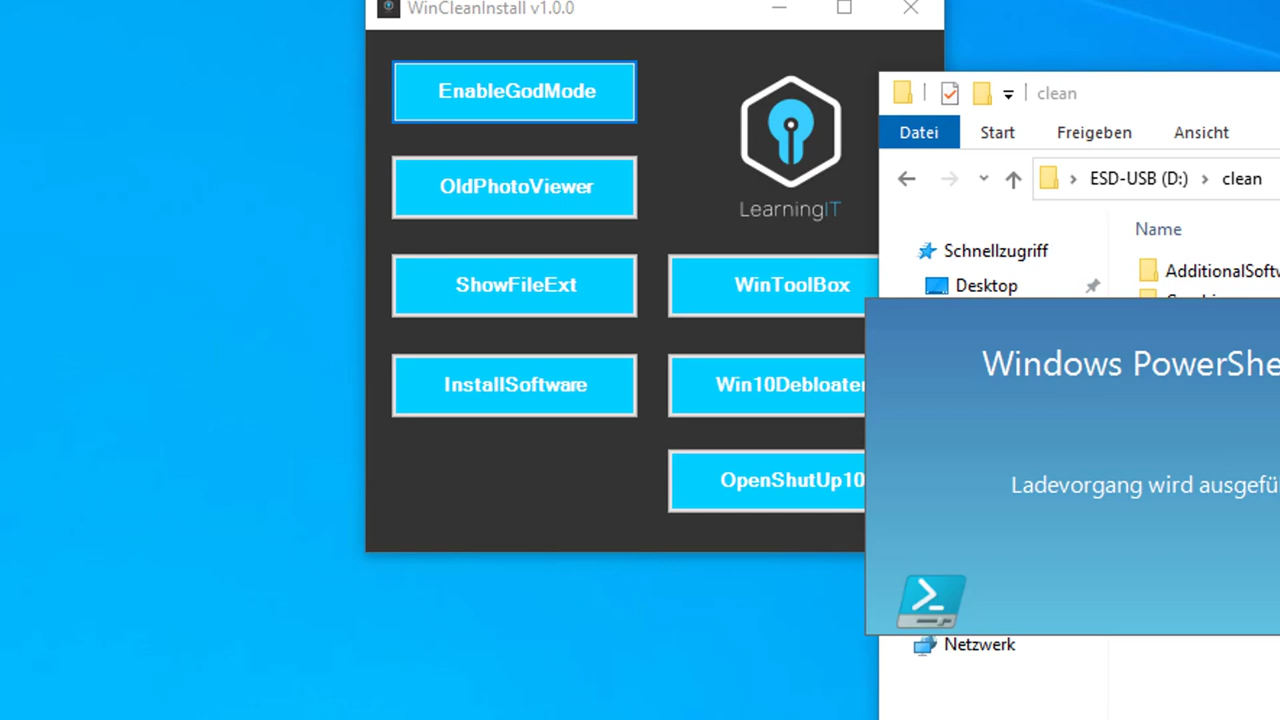 WinCleanInstall v1.0.0
EnableGodMode
OldPhotoViewer
ShowFileExt
InstallSoftware
LearningIT
WinToolBox
Win10Debloater
OpenShutUp10
clean
Datei Start Freigeben Ansicht
ESD-USB (D:) clean
Name
Schnellzugriff
Desktop
AdditionalSoftw
Windows PowerShe
Ladevorgang wird ausgefü
Netzwerk